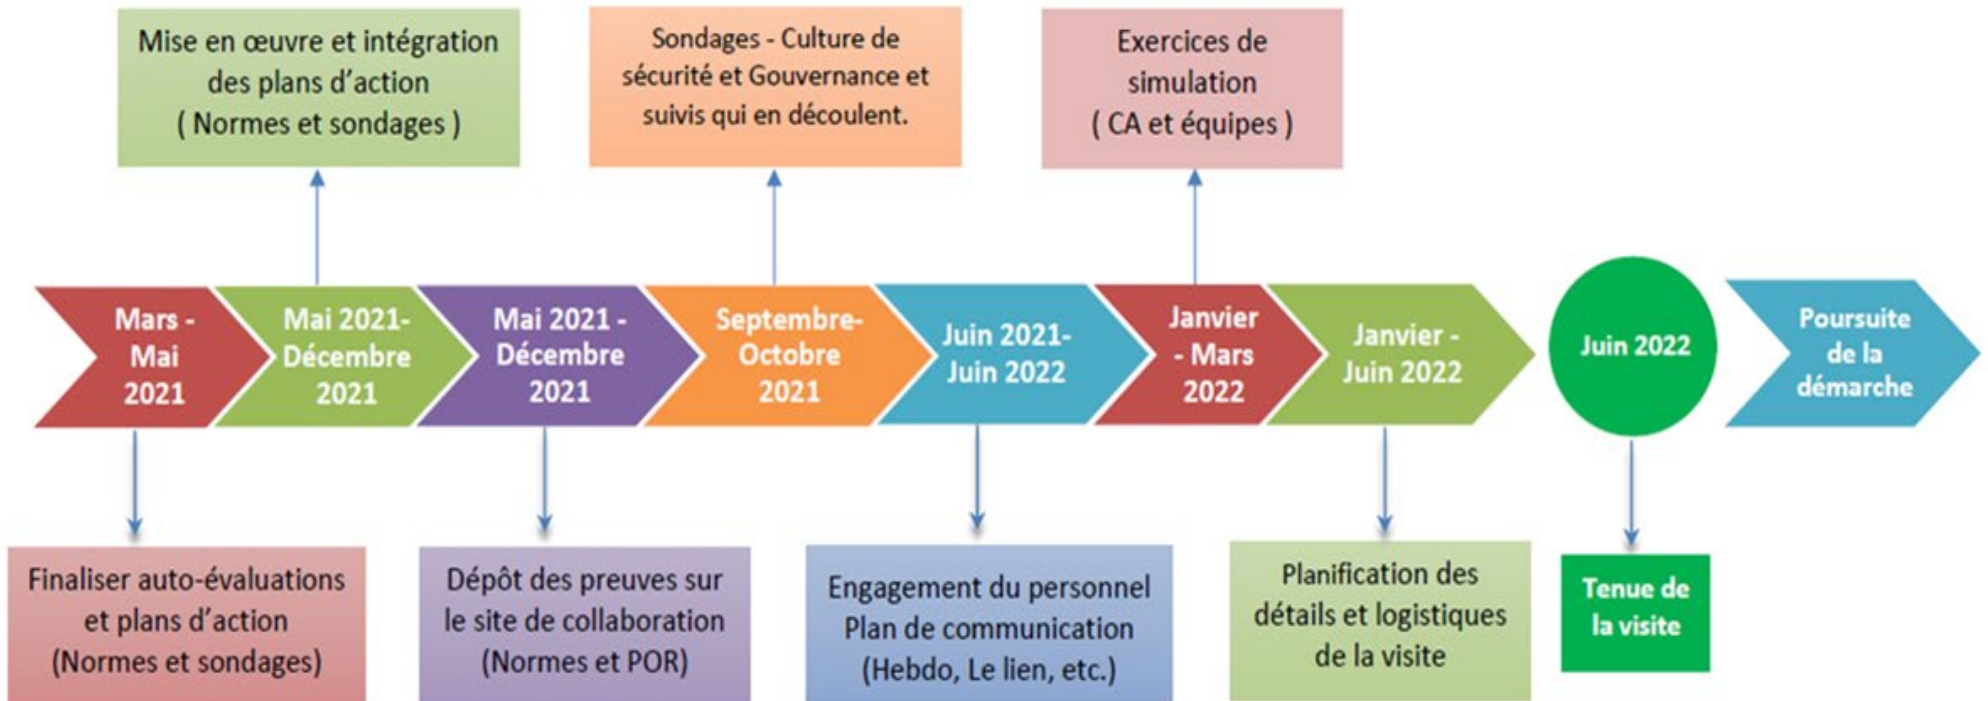 Mise en œuvre et intégration
des plans d’action
( Normes et sondages )
Sondages - Culture de
sécurité et Gouvernance et
suivis qui en découlent.
Exercices de
simulation
( CA et équipes )
Mars -
Mai
2021
Mai 2021-
Décembre
2021
Mai 2021 -
Décembre
2021
Septembre-
Octobre
2021
Juin 2021-
Juin 2022
Janvier
- Mars
2022
Janvier -
Juin 2022
Juin 2022
Poursuite
de la
démarche
Finaliser auto-évaluations
et plans d’action
(Normes et sondages)
Dépôt des preuves sur
le site de collaboration
(Normes et POR)
Engagement du personnel
Plan de communication
(Hebdo, Le lien, etc.)
Planification des
détails et logistiques
de la visite
Tenue de
la visite